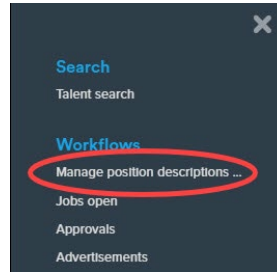 Search
Talent search
Workflows
Manage position descriptions ...
Jobs open
Approvals
Advertisements